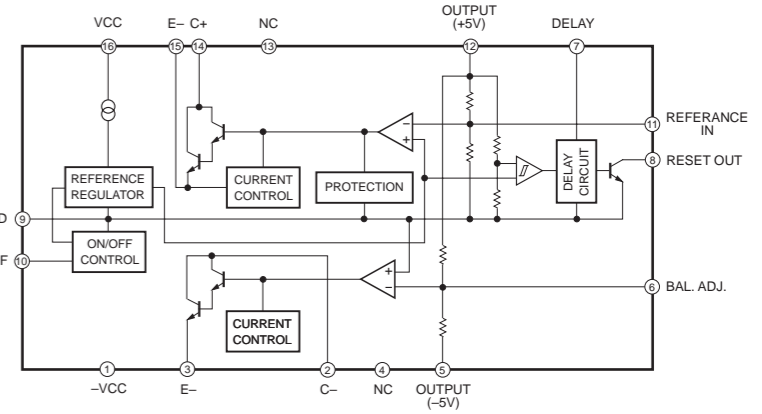 OUTPUT
(+5V)
VCC
E– C+
NC
DELAY
16
15
14
13
12
7
11
REFERANCE
IN
8
RESET OUT
REFERENCE
REGULATOR
CURRENT
CONTROL
PROTECTION
DELAY
CIRCUIT
D
9
ON/OFF
CONTROL
F
10
6
BAL. ADJ.
CURRENT
CONTROL
1
3
2
4
5
–VCC
E–
C–
NC
OUTPUT
(–5V)